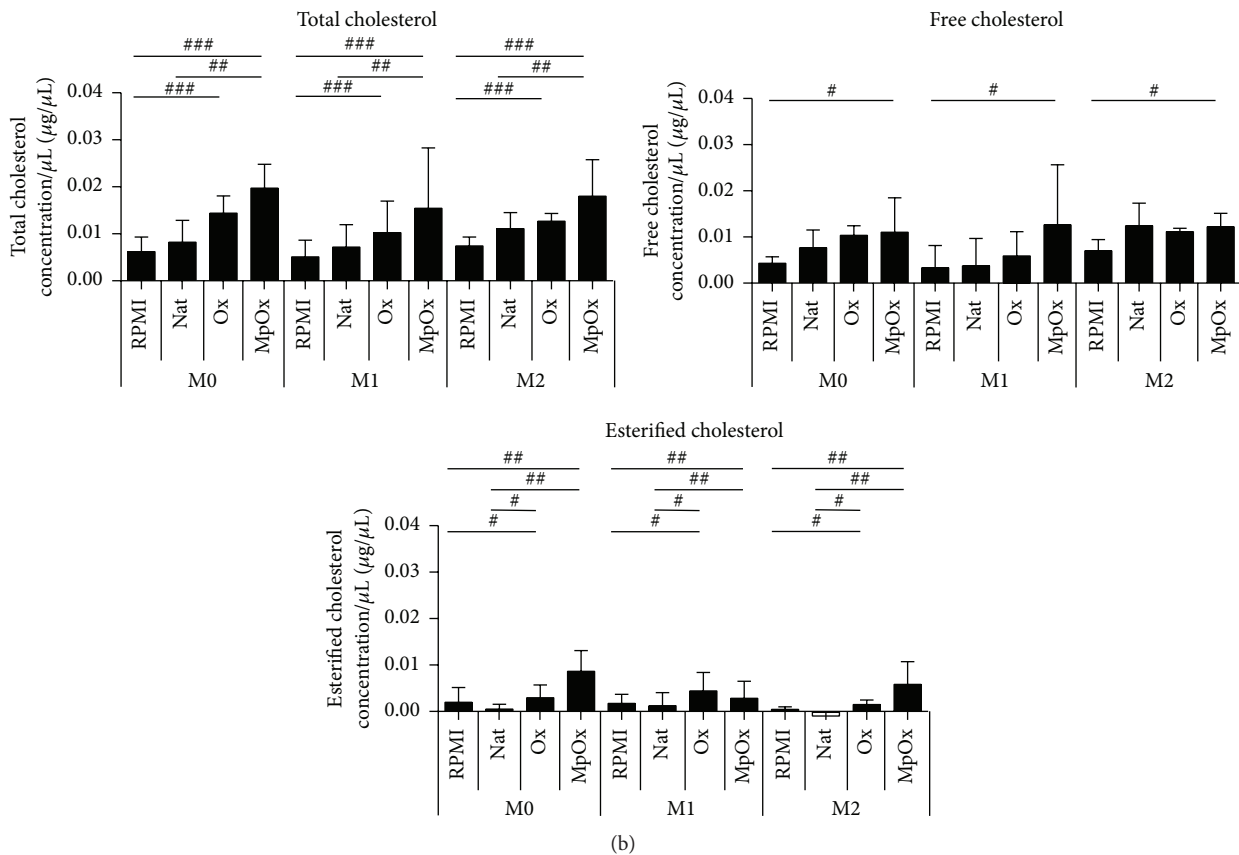 Total cholesterol
###
##
###
###
##
###
###
##
###
Total cholesterol
concentration/μL (μg/μL)
0.04
0.03
0.02
0.01
0.00
RPMI
Nat
Ox
MpOx
RPMI
Nat
Ox
MpOx
RPMI
Nat
Ox
MpOx
M0
M1
M2
Free cholesterol
#
#
#
Free cholesterol
concentration/μL (μg/μL)
0.04
0.03
0.02
0.01
0.00
RPMI
Nat
Ox
MpOx
RPMI
Nat
Ox
MpOx
RPMI
Nat
Ox
MpOx
M0
M1
M2
Esterified cholesterol
##
##
#
#
##
##
#
#
##
##
#
#
Esterified cholesterol
concentration/μL (μg/μL)
0.04
0.03
0.02
0.01
0.00
RPMI
Nat
Ox
MpOx
RPMI
Nat
Ox
MpOx
RPMI
Nat
Ox
MpOx
M0
M1
M2
(b)